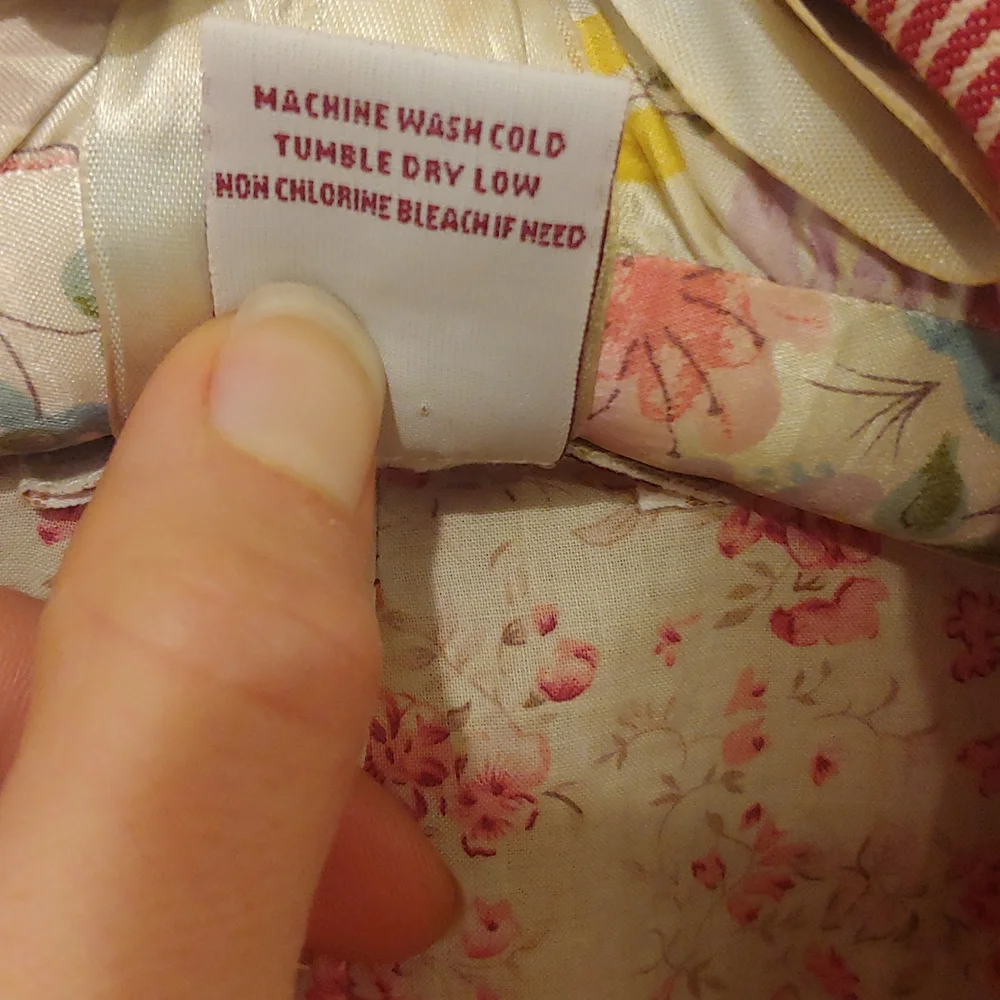 MACHINE WASH COLD
TUMBLE DRY LOW
NON CHLORINE BLEACH IF NEED